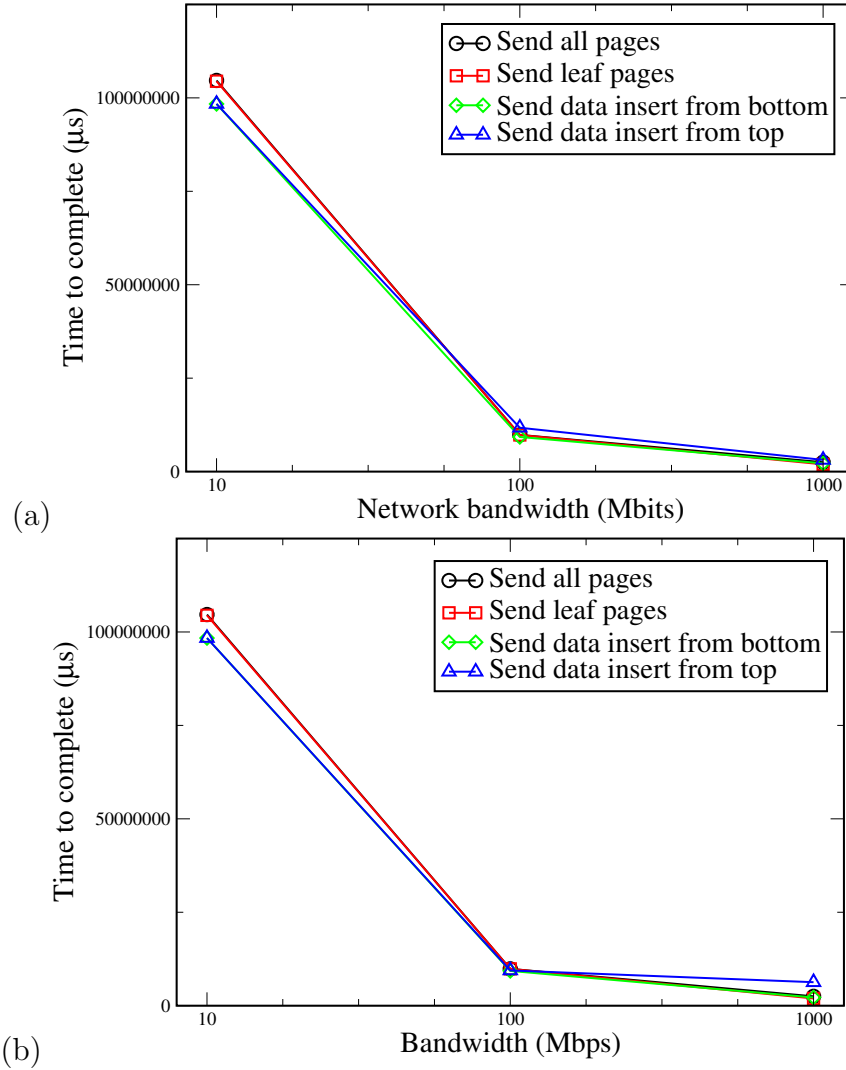 Send all pages
Send leaf pages
Send data insert from bottom
Send data insert from top
100000000
50000000
0
Time to complete (μs)
10
100
1000
Network bandwidth (Mbits)
(a)
Send all pages
Send leaf pages
Send data insert from bottom
Send data insert from top
100000000
50000000
0
Time to complete (μs)
10
100
1000
Bandwidth (Mbps)
(b)